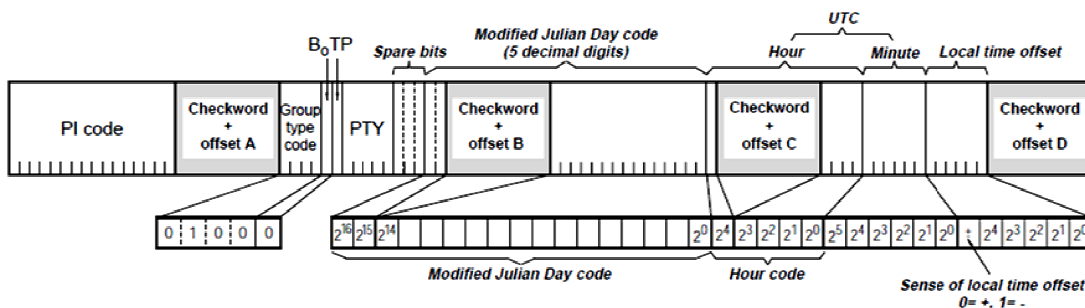 UTC
Modified Julian Day code
(5 decimal digits)
B₀ TP
Spare bits
Hour
Minute
Local time offset
PI code
Checkword
+
offset A
Group
type
code
PTY
Checkword
+
offset B
Checkword
+
offset C
Checkword
+
offset D
0 1 0 0 0
2¹⁶ 2¹⁵ 2¹⁴ 2⁰ 2⁴ 2³ 2² 2¹ 2⁰ 2⁵ 2⁴ 2³ 2² 2¹ 2⁰ ± 2⁴ 2³ 2² 2¹ 2⁰
Modified Julian Day code
Hour code
Sense of local time offset
0= +, 1= -